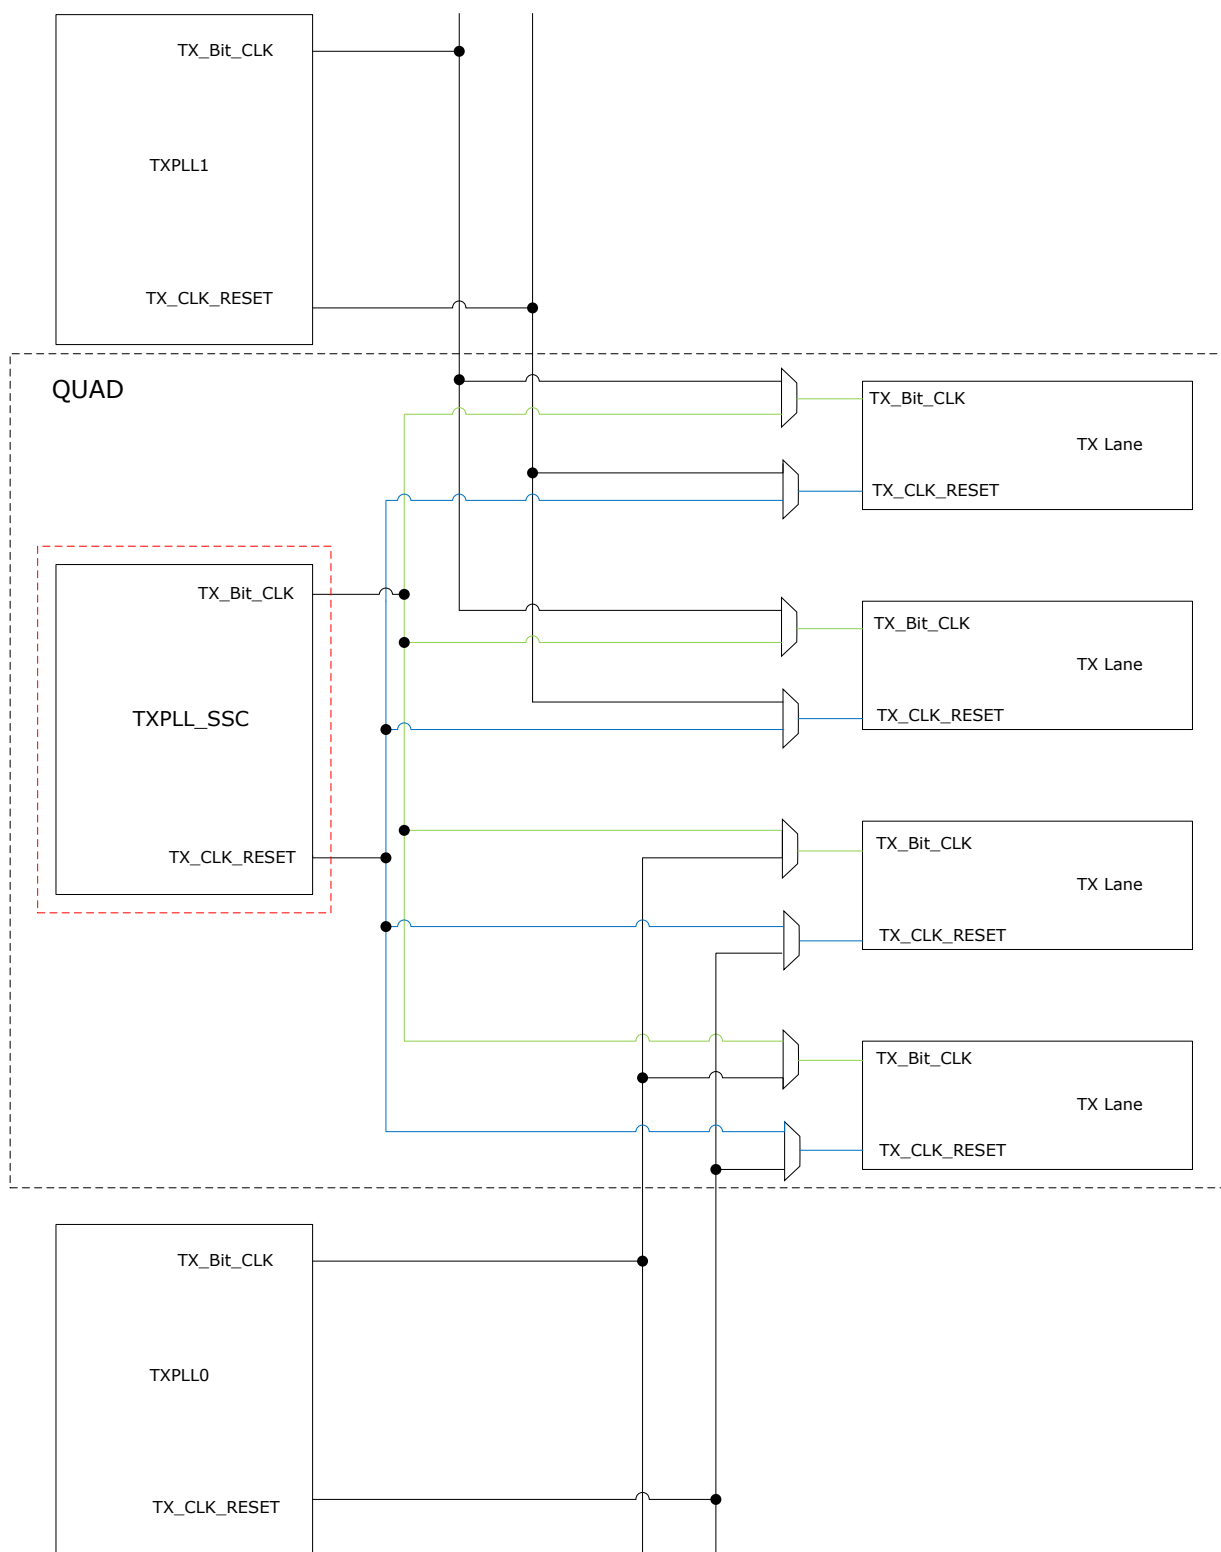 TX_Bit_CLK
TXPLL1
TX_CLK_RESET
QUAD
TX_Bit_CLK
TX Lane
TX_CLK_RESET
TX_Bit_CLK
TXPLL_SSC
TX_CLK_RESET
TX_Bit_CLK
TX Lane
TX_CLK_RESET
TX_Bit_CLK
TX Lane
TX_CLK_RESET
TX_Bit_CLK
TX Lane
TX_CLK_RESET
TX_Bit_CLK
TXPLL0
TX_CLK_RESET